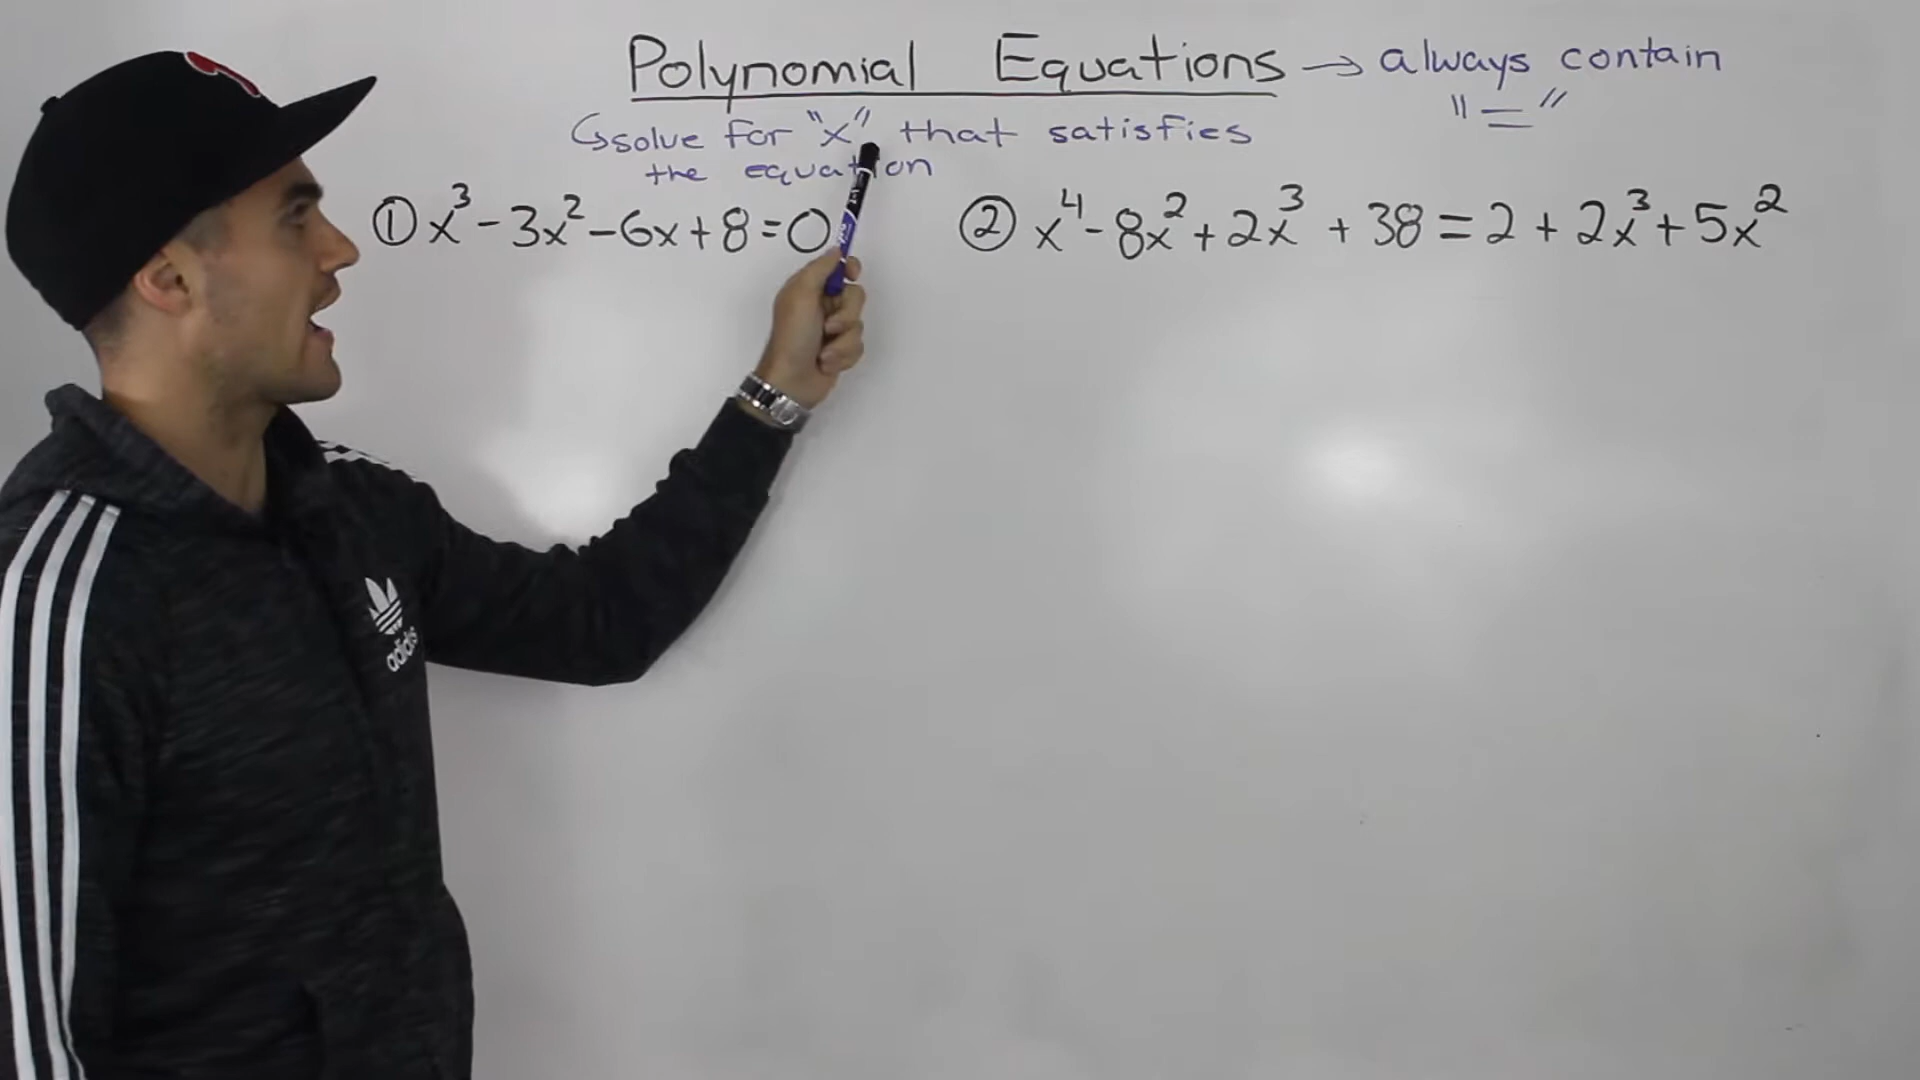 Polynomial Equations → always contain
"="
↳ solve for "x" that satisfies
the equation
① x³ - 3x² - 6x + 8 = 0
② x⁴ - 8x² + 2x³ + 38 = 2 + 2x³ + 5x²
adidas